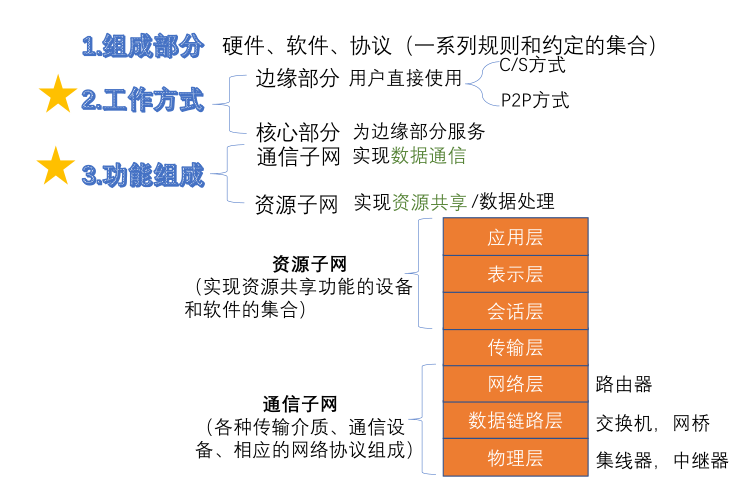 1.组成部分 硬件、软件、协议（一系列规则和约定的集合）
2.工作方式
边缘部分 用户直接使用
C/S方式
P2P方式
核心部分 为边缘部分服务
3.功能组成
通信子网 实现数据通信
资源子网 实现资源共享/数据处理
资源子网
（实现资源共享功能的设备
和软件的集合）
应用层
表示层
会话层
传输层
通信子网
（各种传输介质、通信设
备、相应的网络协议组成）
网络层 路由器
数据链路层 交换机，网桥
物理层 集线器，中继器